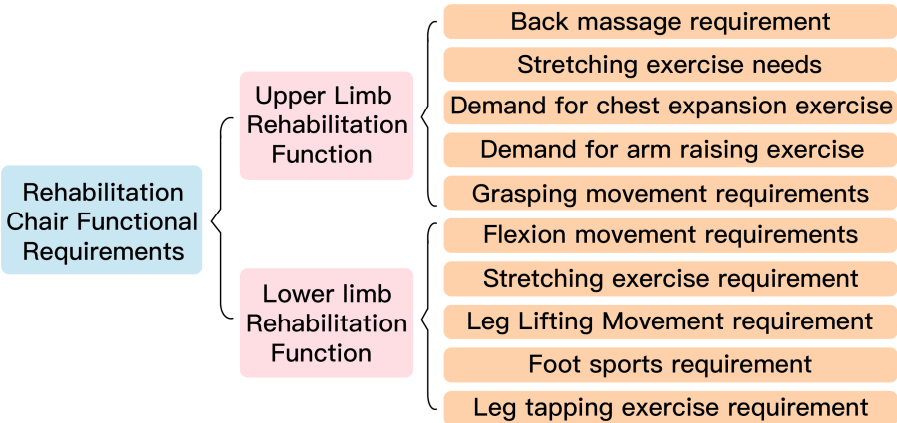 Rehabilitation
Chair Functional
Requirements
Upper Limb
Rehabilitation
Function
Back massage requirement
Stretching exercise needs
Demand for chest expansion exercise
Demand for arm raising exercise
Grasping movement requirements
Lower limb
Rehabilitation
Function
Flexion movement requirements
Stretching exercise requirement
Leg Lifting Movement requirement
Foot sports requirement
Leg tapping exercise requirement